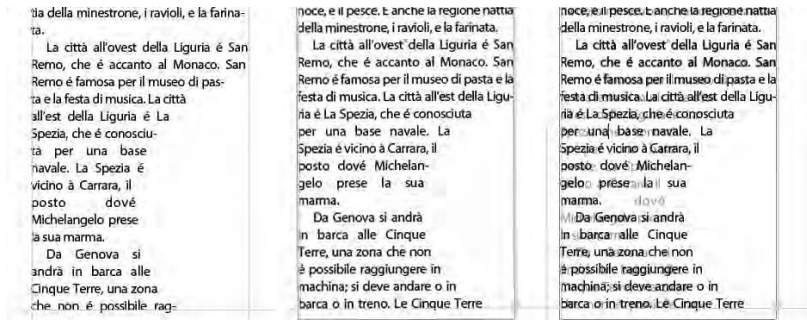 tia della minestrone, i ravioli, e la farina-
ta.
La città all'ovest della Liguria é San
Remo, che é accanto al Monaco. San
Remo é famosa per il museo di pas-
ta e la festa di musica. La città
all'est della Liguria é La
Spezia, che é conosciu-
ta per una base
navale. La Spezia é
vicino à Carrara, il
posto dové
Michelangelo prese
la sua marma.
Da Genova si
andrà in barca alle
Cinque Terre, una zona
che non é possibile rag-
noce, e il pesce. E anche la regione nattia
della minestrone, i ravioli, e la farinata.
La città all'ovest della Liguria é San
Remo, che é accanto al Monaco. San
Remo é famosa per il museo di pasta e la
festa di musica. La città all'est della Ligu-
ria é La Spezia, che é conosciuta
per una base navale. La
Spezia é vicino à Carrara, il
posto dové Michelan-
gelo prese la sua
marma.
Da Genova si andrà
in barca alle Cinque
Terre, una zona che non
é possibile raggiungere in
machina; si deve andare o in
barca o in treno. Le Cinque Terre
noce, e il pesce. E anche la regione nattia
della minestrone, i ravioli, e la farinata.
La città all'ovest della Liguria é San
Remo, che é accanto al Monaco. San
Remo é famosa per il museo di pasta e la
festa di musica. La città all'est della Ligu-
ria é La Spezia, che é conosciuta
per una base navale. La
Spezia é vicino à Carrara, il
posto dové Michelan-
gelo prese la sua
marma.
dové
Da Genova si andrà
in barca alle Cinque
Terre, una zona che non
é possibile raggiungere in
machina; si deve andare o in
barca o in treno. Le Cinque Terre